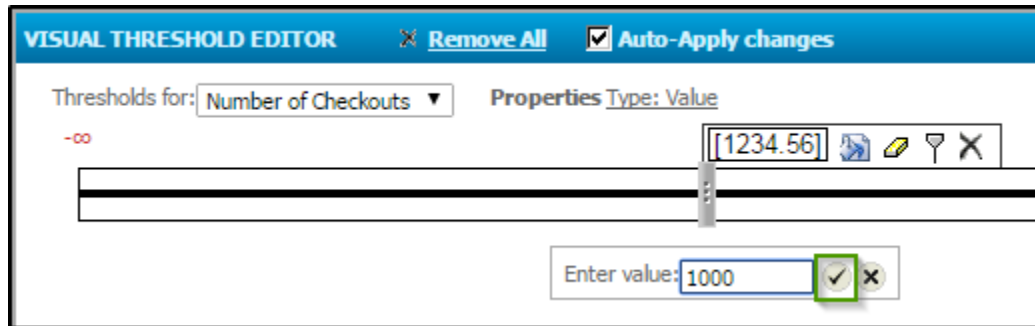 VISUAL THRESHOLD EDITOR Remove All Auto-Apply changes
Thresholds for: Number of Checkouts Properties Type: Value
-∞
[1234.56]
Enter value: 1000